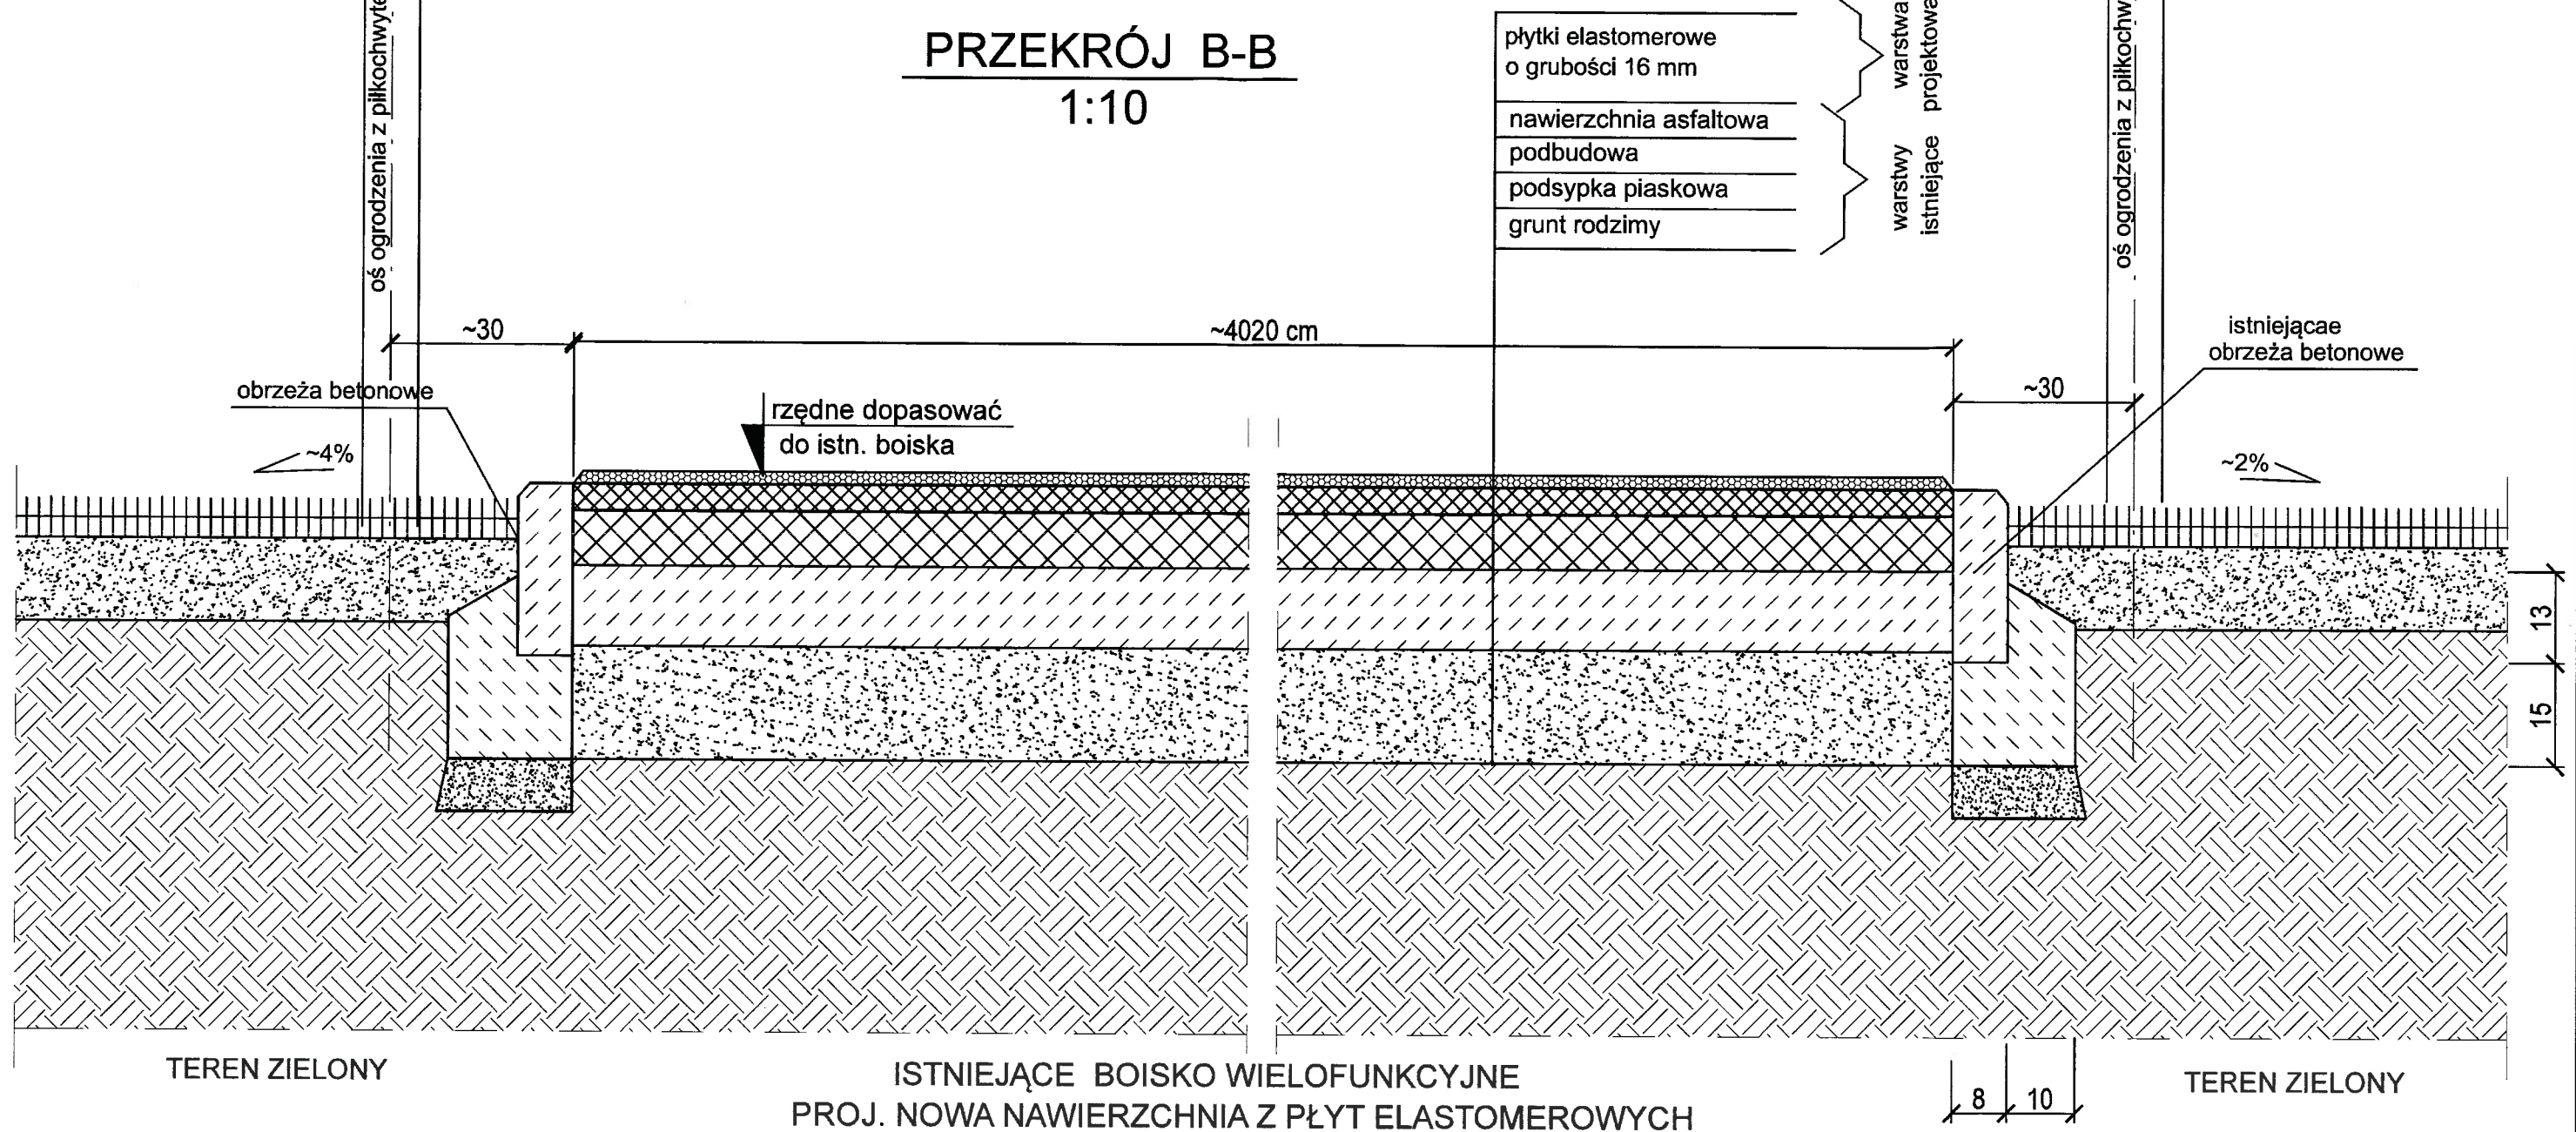 PRZEKRÓJ B-B
1:10
płytki elastomerowe
o grubości 16 mm
nawierzchnia asfaltowa
podbudowa
podsypka piaskowa
grunt rodzimy
warstwa
projektowa
warstwy
istniejące
oś ogrodzenia z
oś ogrodzenia z
~30
~4020 cm
~30
istniejącae
obrzeża betonowe
obrzeża betonowe
rzędne dopasować
do istn. boiska
~4%
~2%
13
15
8
10
TEREN ZIELONY
ISTNIEJĄCE BOISKO WIELOFUNKCYJNE
PROJ. NOWA NAWIERZCHNIA Z PŁYT ELASTOMEROWYCH
TEREN ZIELONY